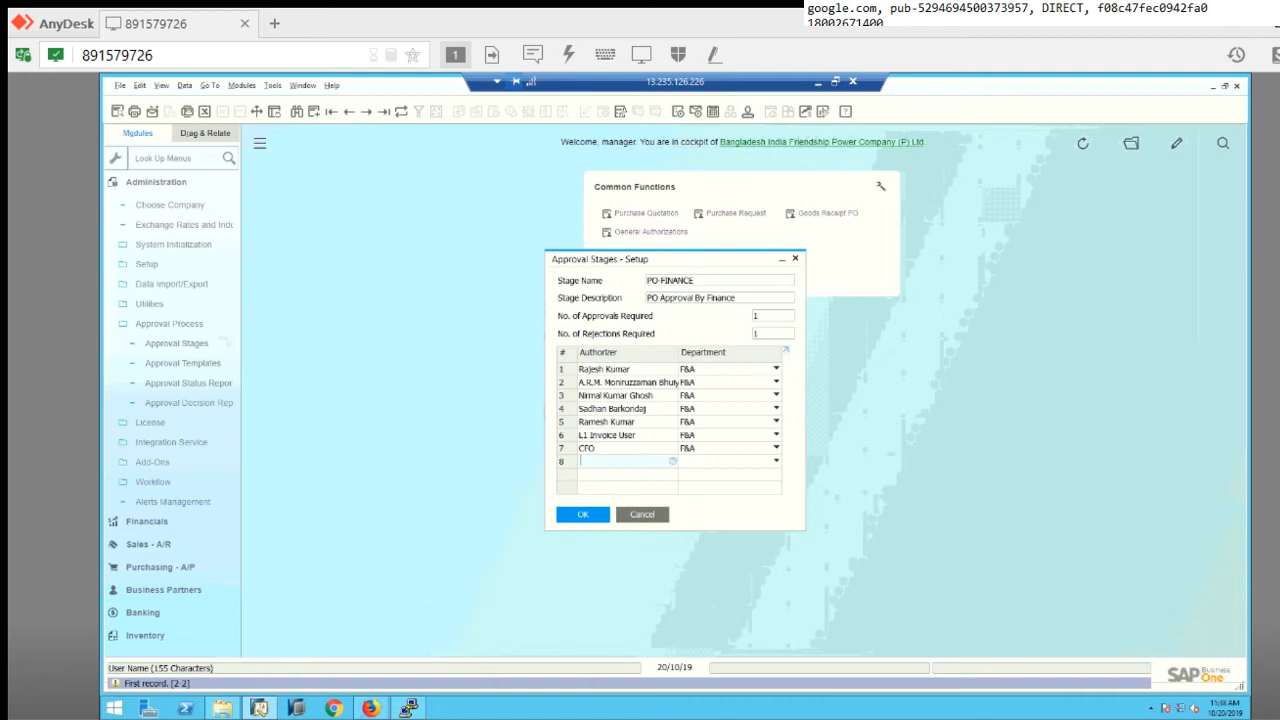 google.com, pub-5294694500373957, DIRECT, f08c47fec0942fa0
18002671400
AnyDesk
891579726
891579726
1
13.235.126.226
File Edit View Data Go To Modules Tools Window Help
Modules
Drag & Relate
Look Up Menus
Welcome, manager. You are in cockpit of Bangladesh India Friendship Power Company (P) Ltd.
Administration
Choose Company
Exchange Rates and Ind
System Initialization
Setup
Data Import/Export
Utilities
Approval Process
Approval Stages
Approval Templates
Approval Status Repor
Approval Decision Rep
License
Integration Service
Add-Ons
Workflow
Alerts Management
Financials
Sales - A/R
Purchasing - A/P
Business Partners
Banking
Inventory
Common Functions
Purchase Quotation
Purchase Request
Goods Receipt PO
General Authorizations
Approval Stages - Setup
Stage Name PO-FINANCE
Stage Description PO Approval By Finance
No. of Approvals Required 1
No. of Rejections Required 1
# Authorizer Department
1 Rajesh Kumar F&A
2 A.R.M. Moniruzzaman Bhuiy F&A
3 Nirmal Kumar Ghosh F&A
4 Sadhan Barkondaj F&A
5 Ramesh Kumar F&A
6 L1 Invoice User F&A
7 CFO F&A
8
OK
Cancel
User Name (155 Characters)
20/10/19
First record. [2-2]
SAP Business One
11:38 AM
10/20/2019